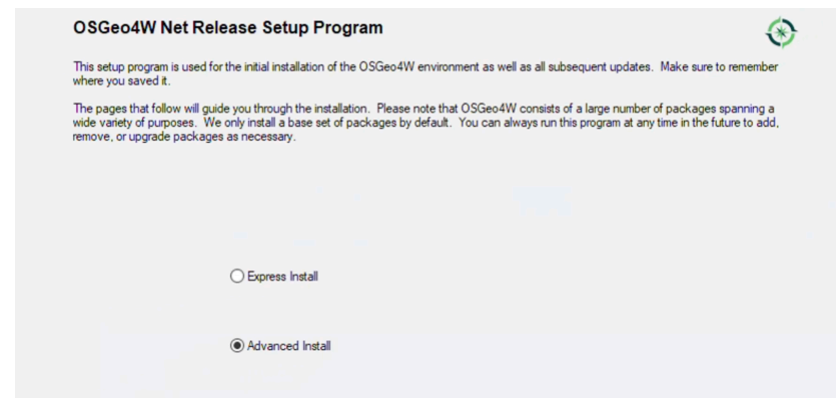 OSGeo4W Net Release Setup Program
This setup program is used for the initial installation of the OSGeo4W environment as well as all subsequent updates.  Make sure to remember
where you saved it.
The pages that follow will guide you through the installation.  Please note that OSGeo4W consists of a large number of packages spanning a
wide variety of purposes.  We only install a base set of packages by default.  You can always run this program at any time in the future to add,
remove, or upgrade packages as necessary.
Express Install
Advanced Install